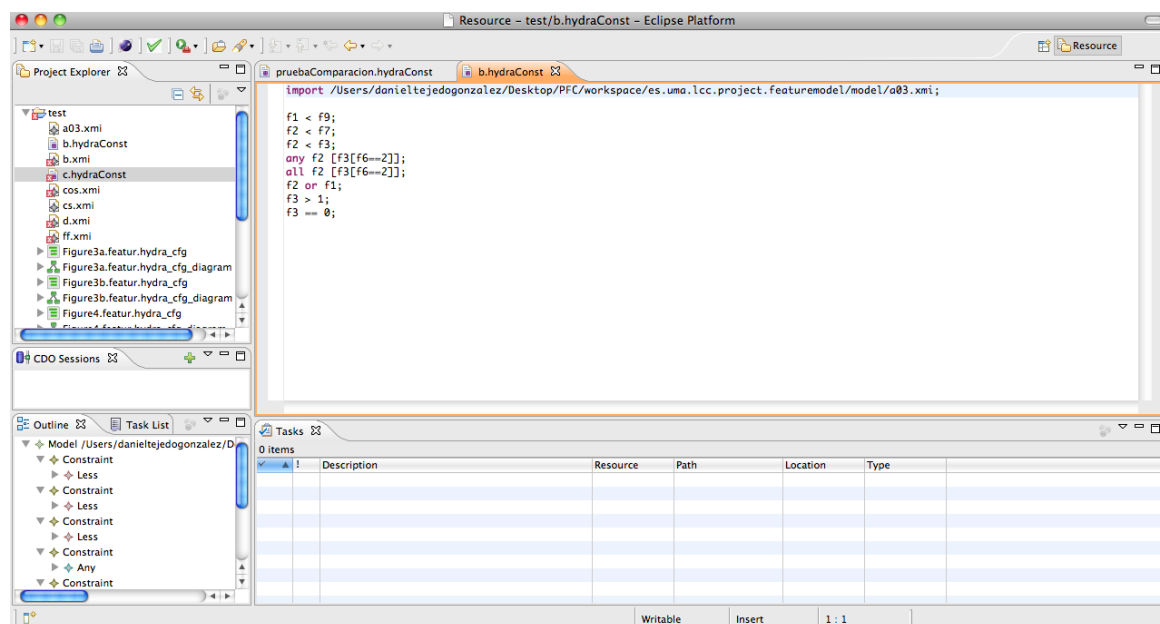 Resource – test/b.hydraConst – Eclipse Platform
Resource
Project Explorer
test
a03.xmi
b.hydraConst
b.xmi
c.hydraConst
cos.xmi
cs.xmi
d.xmi
ff.xmi
Figure3a.featur.hydra_cfg
Figure3a.featur.hydra_cfg_diagram
Figure3b.featur.hydra_cfg
Figure3b.featur.hydra_cfg_diagram
Figure4.featur.hydra_cfg
CDO Sessions
Outline
Task List
Model /Users/danieltejedogonzalez/D
Constraint
Less
Constraint
Less
Constraint
Less
Constraint
Any
Constraint
pruebaComparacion.hydraConst
b.hydraConst
import /Users/danieltejedogonzalez/Desktop/PFC/workspace/es.uma.lcc.project.featuremodel/model/a03.xmi;
f1 < f9;
f2 < f7;
f2 < f3;
any f2 [f3[f6==2]];
all f2 [f3[f6==2]];
f2 or f1;
f3 > 1;
f3 == 0;
Tasks
0 items
! Description Resource Path Location Type
Writable Insert 1 : 1